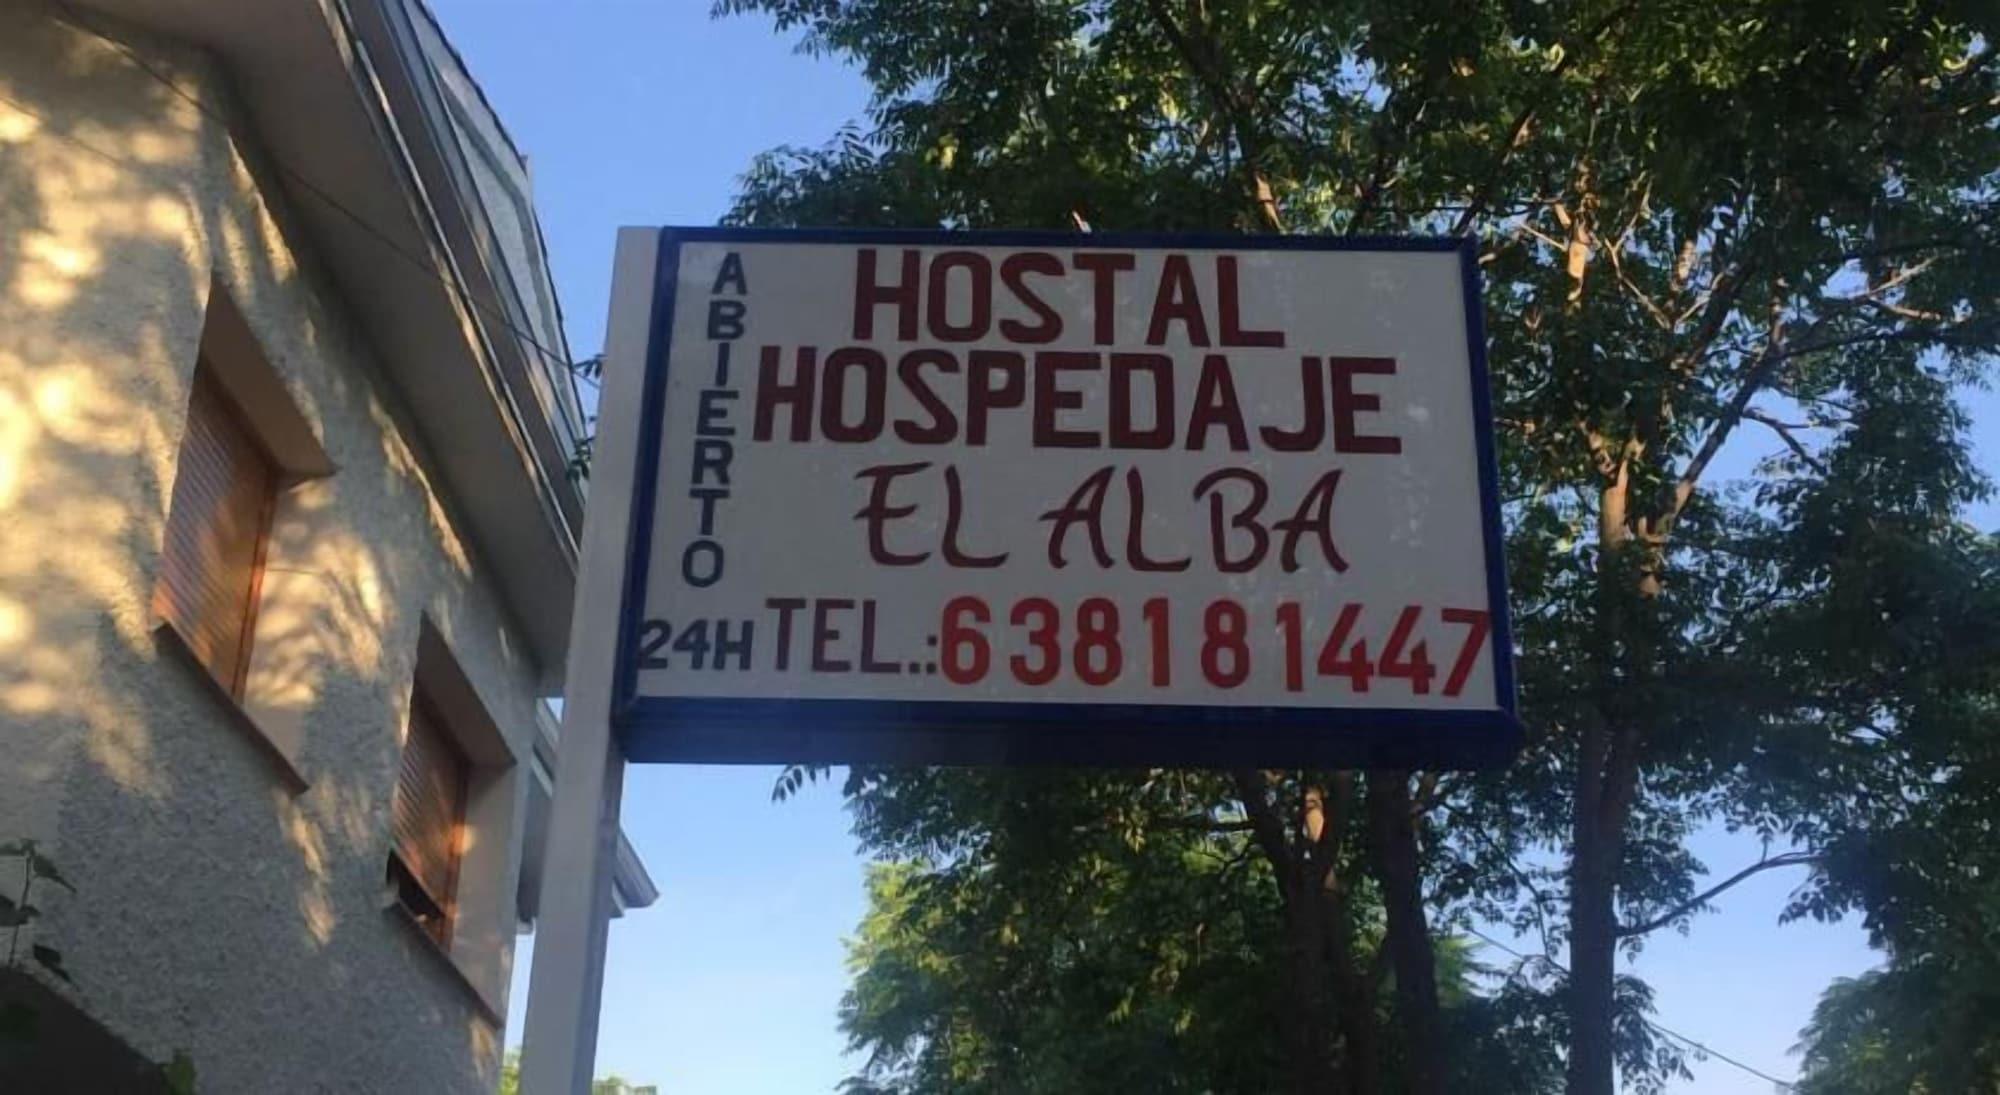 ABIERTO
HOSTAL
HOSPEDAJE
EL ALBA
24H TEL.: 638181447